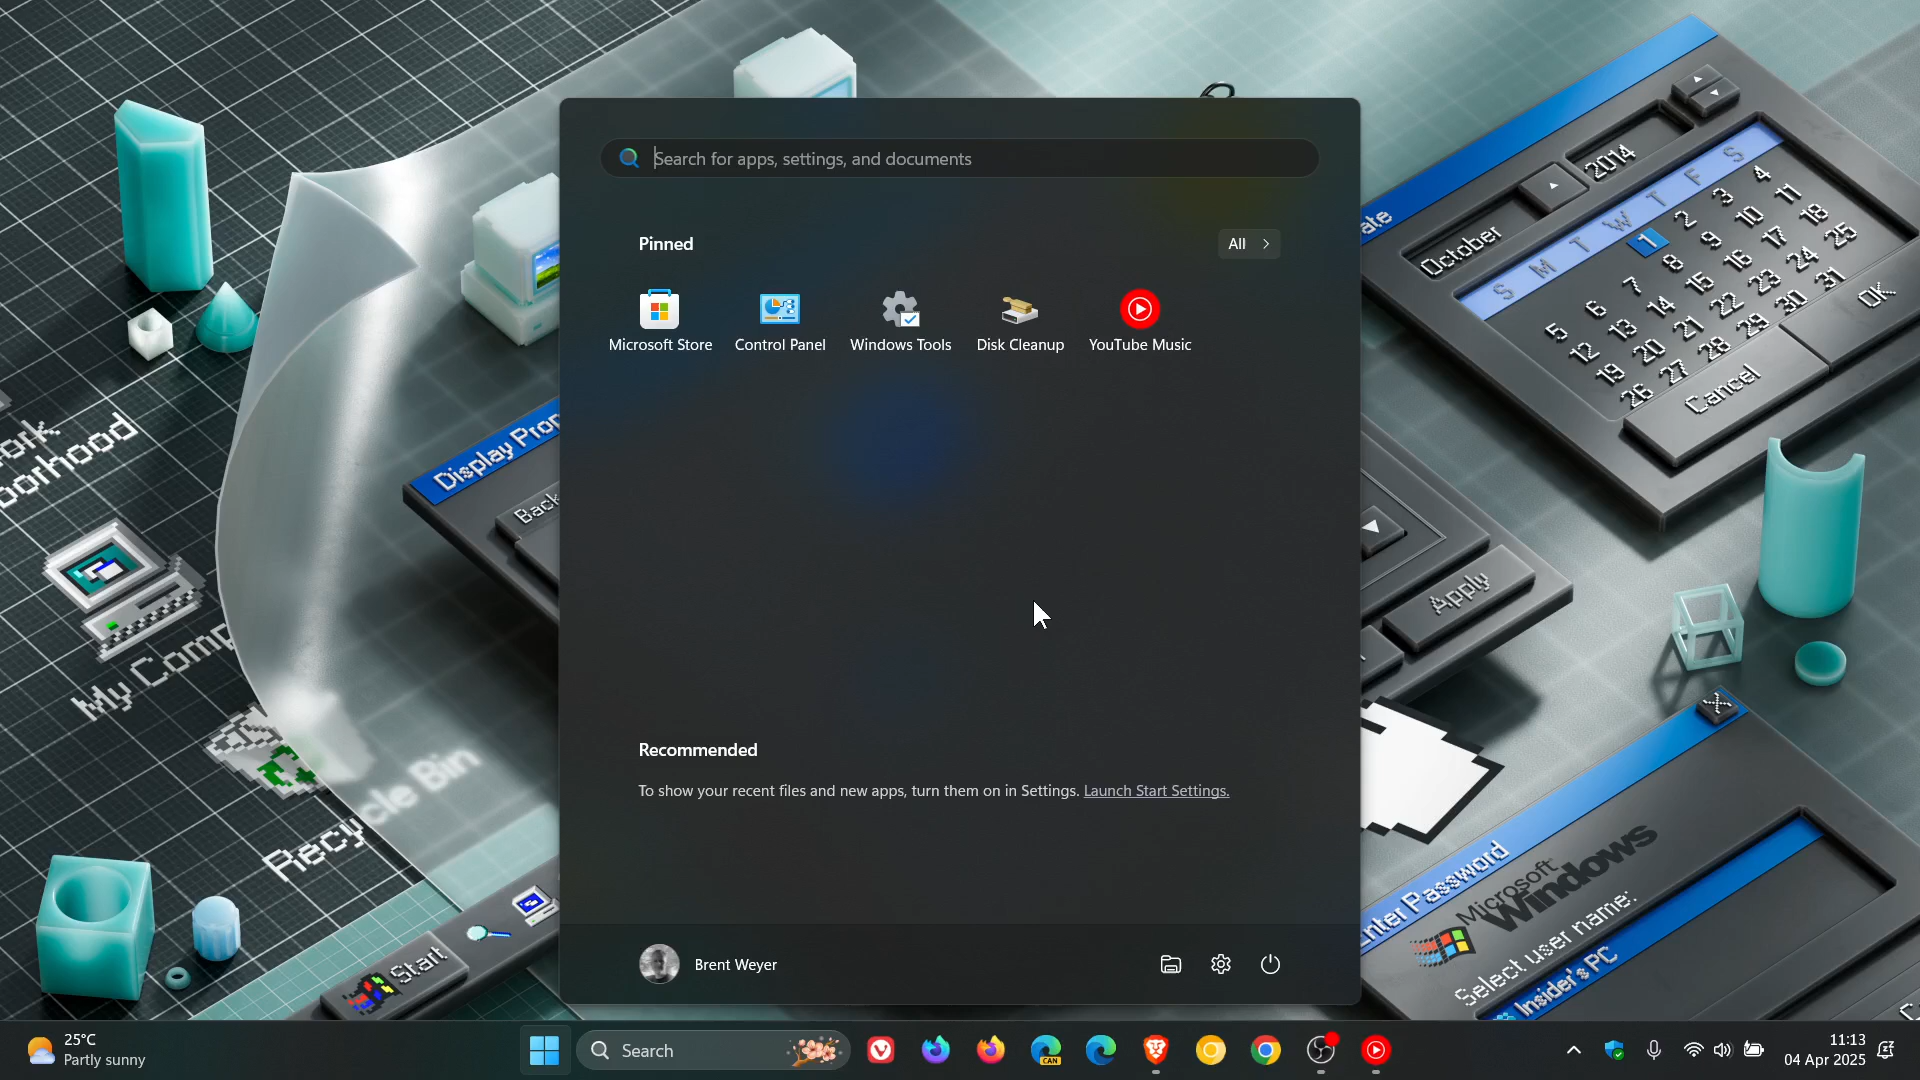 Search for apps, settings, and documents
Pinned
All
Microsoft Store
Control Panel
Windows Tools
Disk Cleanup
YouTube Music
Recommended
To show your recent files and new apps, turn them on in Settings. Launch Start Settings.
Brent Weyer
My Comp
Recycle Bin
Start
Display Prop
Back
Apply
October
2014
S M T W T F S
1 2 3 4
5 6 7 8 9 10 11
12 13 14 15 16 17 18
19 20 21 22 23 24 25
26 27 28 29 30 31
OK
Cancel
Enter Password
Microsoft
Windows
Select user name:
Insider's PC
25°C
Partly sunny
Search
CAN
11:13
04 Apr 2025